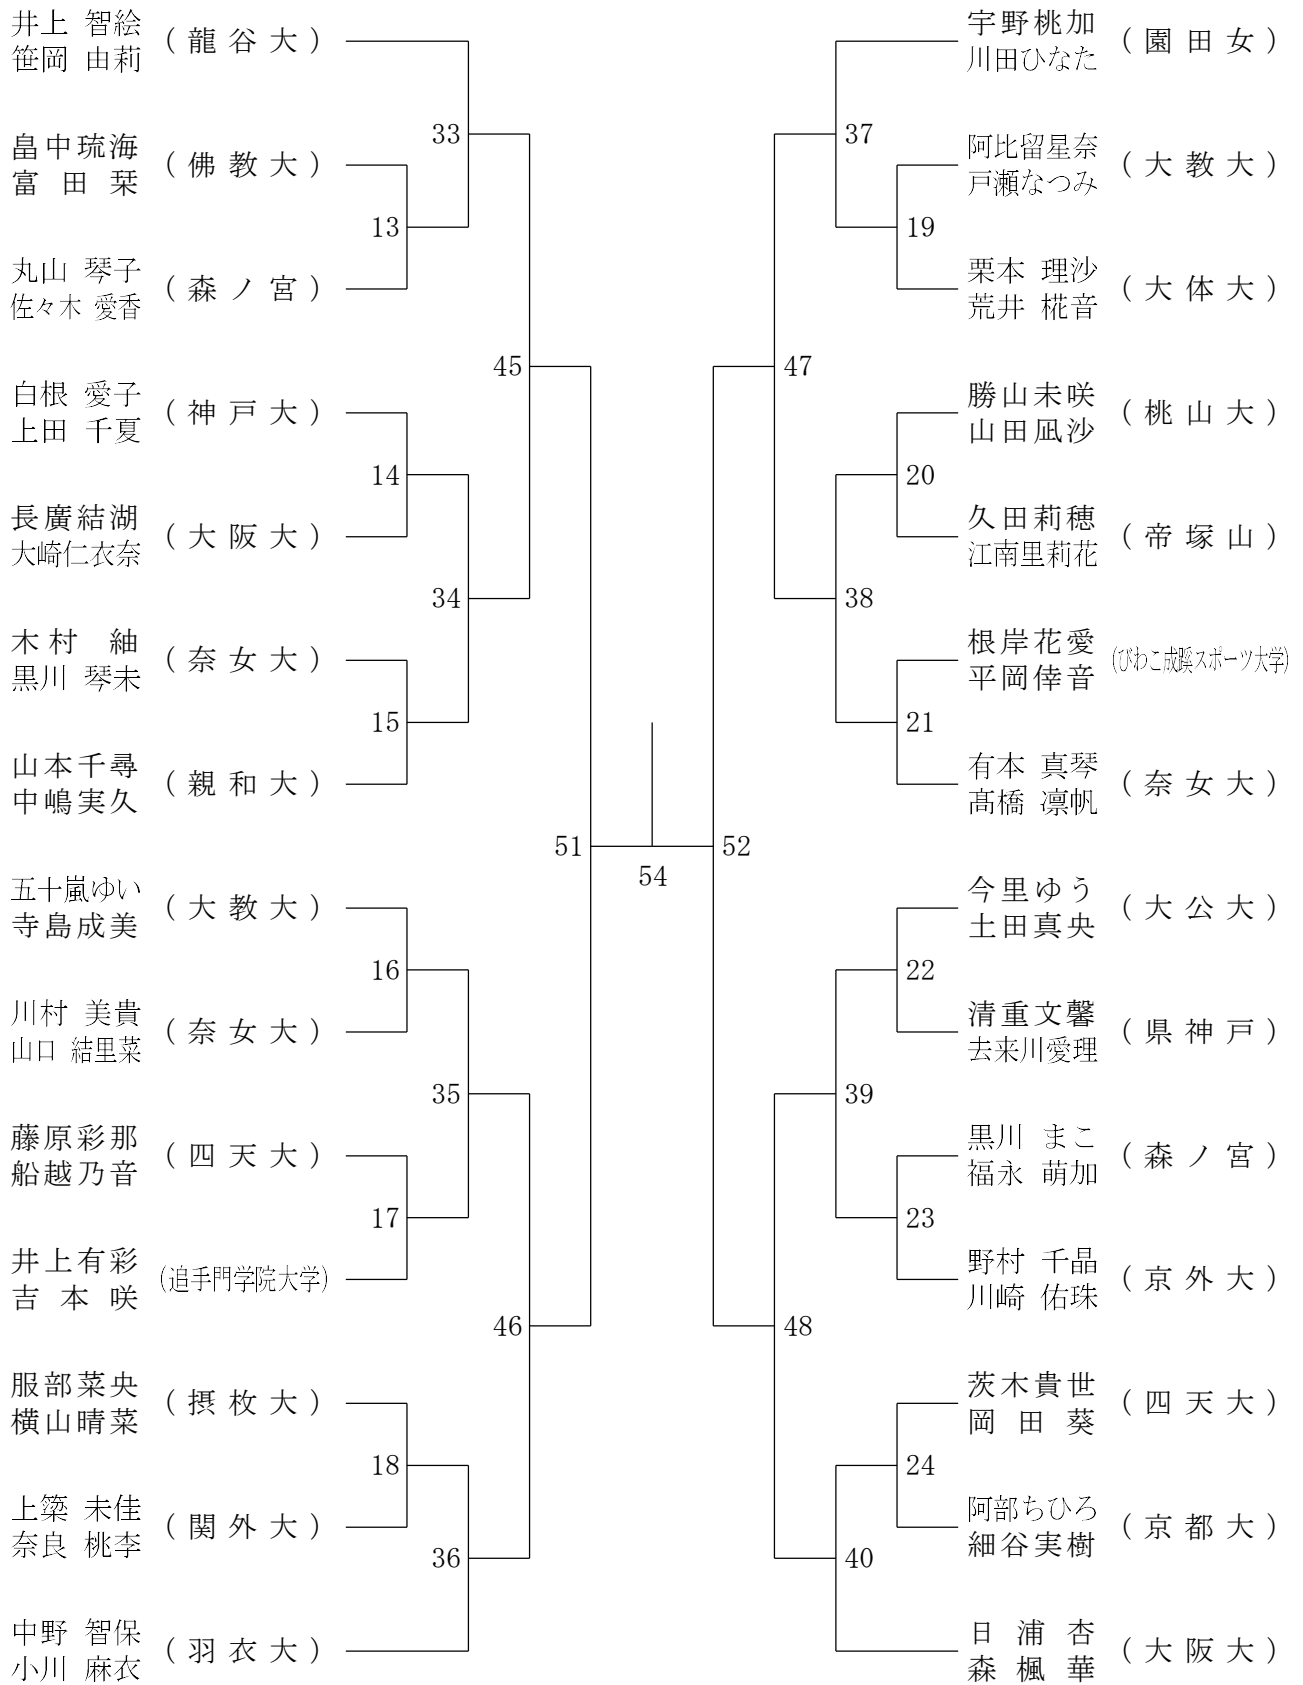 井上 智絵
笹岡 由莉
(龍谷大)
畠中琉海
富田栞
(佛教大)
丸山 琴子
佐々木 愛香
(森ノ宮)
白根 愛子
上田 千夏
(神戸大)
長廣結湖
大崎仁衣奈
(大阪大)
木村 紬
黒川 琴未
(奈女大)
山本千尋
中嶋実久
(親和大)
五十嵐ゆい
寺島成美
(大教大)
川村 美貴
山口 結里菜
(奈女大)
藤原彩那
船越乃音
(四天大)
井上有彩
吉本咲
(追手門学院大学)
服部菜央
横山晴菜
(摂枚大)
上簗 未佳
奈良 桃李
(関外大)
中野 智保
小川 麻衣
(羽衣大)
33
13
45
14
34
15
51
16
35
17
46
18
36
54
37
19
47
20
38
21
52
22
39
23
48
24
40
宇野桃加
川田ひなた
(園田女)
阿比留星奈
戸瀬なつみ
(大教大)
栗本 理沙
荒井 椛音
(大体大)
勝山未咲
山田凪沙
(桃山大)
久田莉穂
江南里莉花
(帝塚山)
根岸花愛
平岡倖音
(びわこ成蹊スポーツ大学)
有本 真琴
髙橋 凛帆
(奈女大)
今里ゆう
土田真央
(大公大)
清重文馨
去来川愛理
(県神戸)
黒川 まこ
福永 萌加
(森ノ宮)
野村 千晶
川崎 佑珠
(京外大)
茨木貴世
岡田葵
(四天大)
阿部ちひろ
細谷実樹
(京都大)
日浦杏
森楓華
(大阪大)